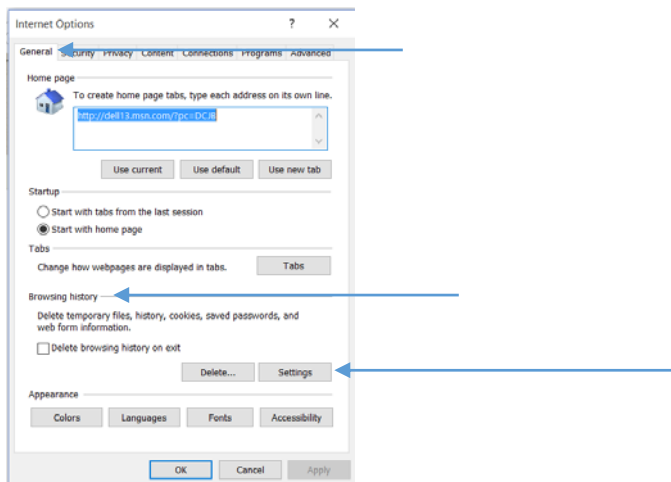 Internet Options ? ×
General Security Privacy Content Connections Programs Advanced
Home page
To create home page tabs, type each address on its own line.
http://dell13.msn.com/?pc=DCJB
Use current Use default Use new tab
Startup
Start with tabs from the last session
Start with home page
Tabs
Change how webpages are displayed in tabs. Tabs
Browsing history
Delete temporary files, history, cookies, saved passwords, and
web form information.
Delete browsing history on exit
Delete... Settings
Appearance
Colors Languages Fonts Accessibility
OK Cancel Apply